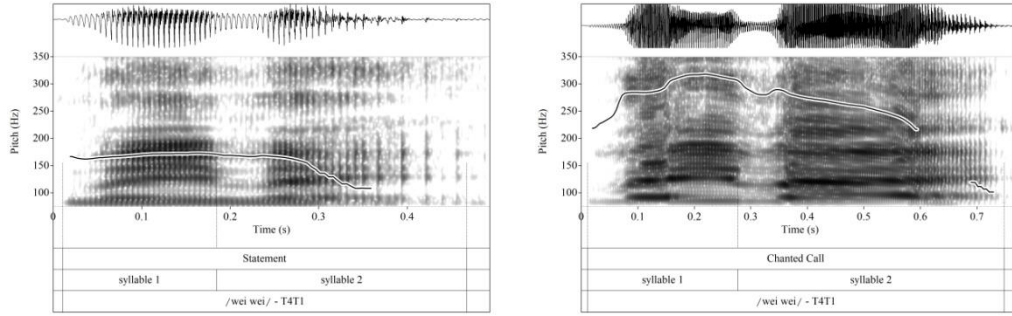 350
300
250
200
150
100
Pitch (Hz)
0 0.1 0.2 0.3 0.4
Time (s)
Statement
syllable 1 syllable 2
/wei wei/ - T4T1
350
300
250
200
150
100
Pitch (Hz)
0 0.1 0.2 0.3 0.4 0.5 0.6 0.7
Time (s)
Chanted Call
syllable 1 syllable 2
/wei wei/ - T4T1